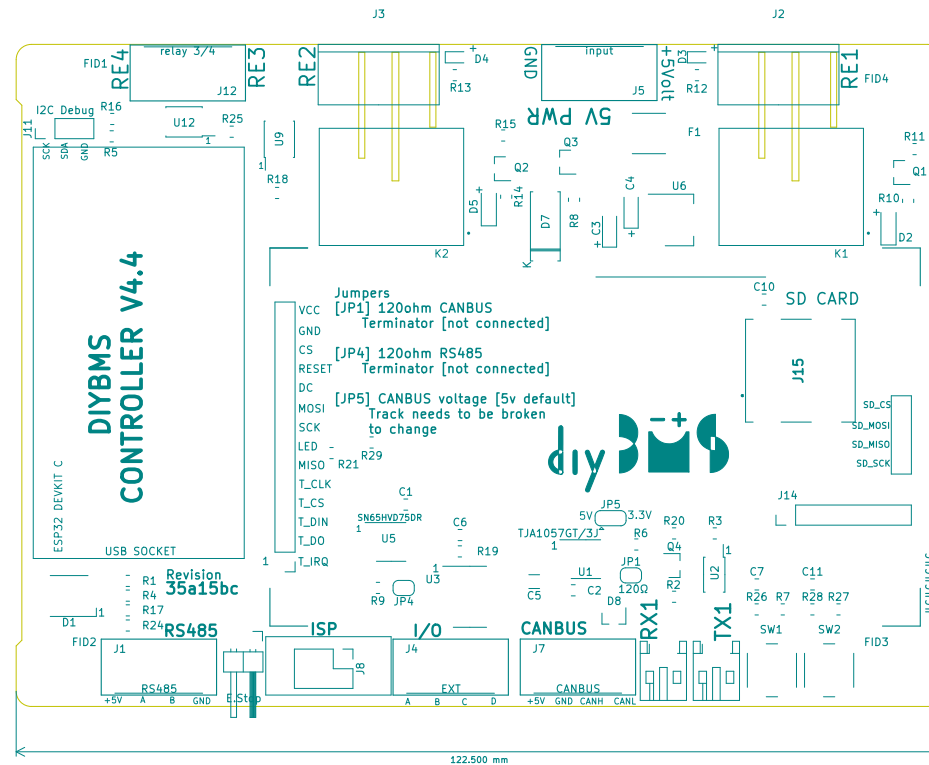 J3
J2
RE4
relay 3/4
RE3
RE2
+
D4
GND
input
+5Volt
D3
+
RE1
FID1
J12
R13
J5
R12
FID4
I2C Debug
R16
J11
U12
R25
1
U9
R15
5V PWR
F1
R11
SCK
SDA
GND
R5
1
Q3
Q2
Q1
R18
+
D5
R14
D7
R8
C4
+
U6
R10
+
D2
C3
+
K2
K
K1
C10
SD CARD
Jumpers
[JP1] 120ohm CANBUS
Terminator [not connected]
[JP4] 120ohm RS485
Terminator [not connected]
[JP5] CANBUS voltage [5v default]
Track needs to be broken
to change
VCC
GND
CS
RESET
DC
MOSI
SCK
LED
MISO
T_CLK
T_CS
T_DIN
T_DO
T_IRQ
1
DIYBMS
CONTROLLER V4.4
J15
SD_CS
SD_MOSI
SD_MISO
SD_SCK
R29
R21
diyBMS
- +
ESP32 DEVKIT C
USB SOCKET
C1
SN65HVD75DR
1
U5
C6
R19
J14
JP5
5V
3.3V
TJA1057GT/3J
1
R6
R20
R3
Q4
1
U2
Revision
35a15bc
R1
R4
R17
R24
D1
J1
R9
JP4
U3
C5
U1
C2
JP1
120Ω
D8
R2
C7
C11
R26
R7
R28
R27
RX1
TX1
SW1
SW2
FID3
FID2
RS485
ISP
I/O
CANBUS
J1
J8
J4
J7
RS485
EXT
CANBUS
+5V
A
B
GND
E.Stop
A
B
C
D
+5V
GND
CANH
CANL
122.500 mm